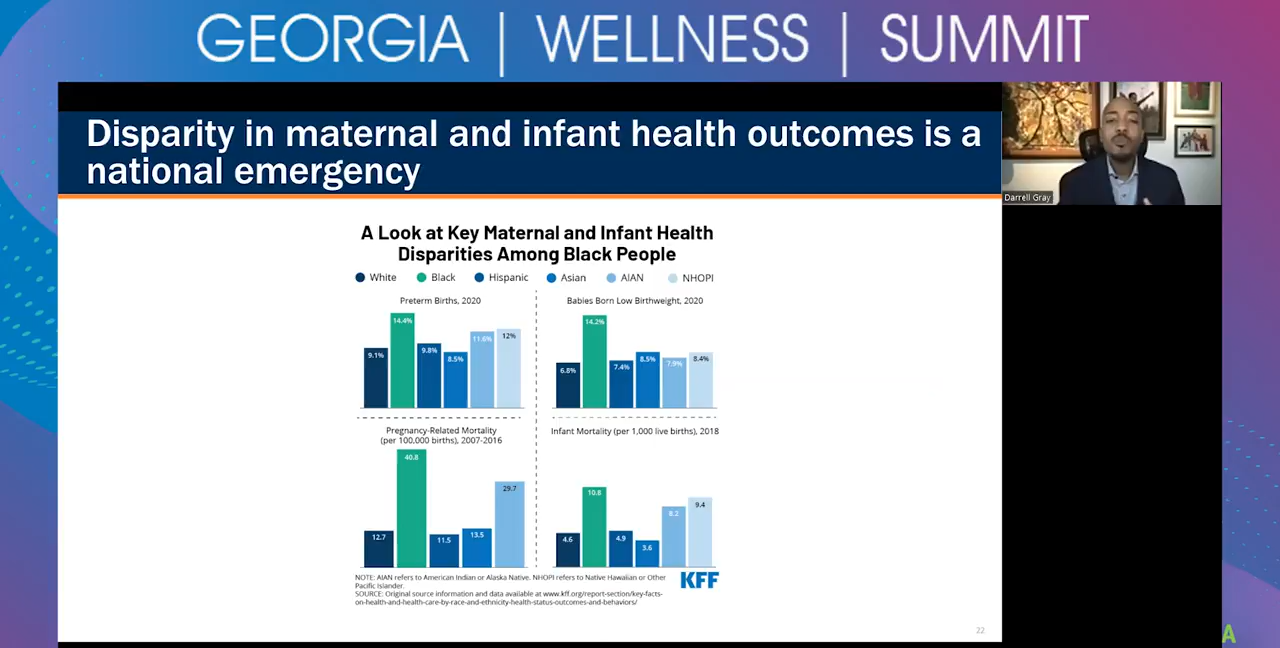 GEORGIA | WELLNESS | SUMMIT
Disparity in maternal and infant health outcomes is a
national emergency
Darrell Gray
A Look at Key Maternal and Infant Health
Disparities Among Black People
White Black Hispanic Asian AIAN NHOPI
Preterm Births, 2020
9.1% 14.4% 9.8% 8.5% 11.6% 12%
Babies Born Low Birthweight, 2020
6.8% 14.2% 7.4% 8.5% 7.9% 8.4%
Pregnancy-Related Mortality
(per 100,000 births), 2007-2016
12.7 40.8 11.5 13.5 29.7
Infant Mortality (per 1,000 live births), 2018
4.6 10.8 4.9 3.6 8.2 9.4
NOTE: AIAN refers to American Indian or Alaska Native. NHOPI refers to Native Hawaiian or Other
Pacific Islander.
SOURCE: Original source information and data available at www.kff.org/report-section/key-facts-
on-health-and-health-care-by-race-and-ethnicity-health-status-outcomes-and-behaviors/
KFF
22
A